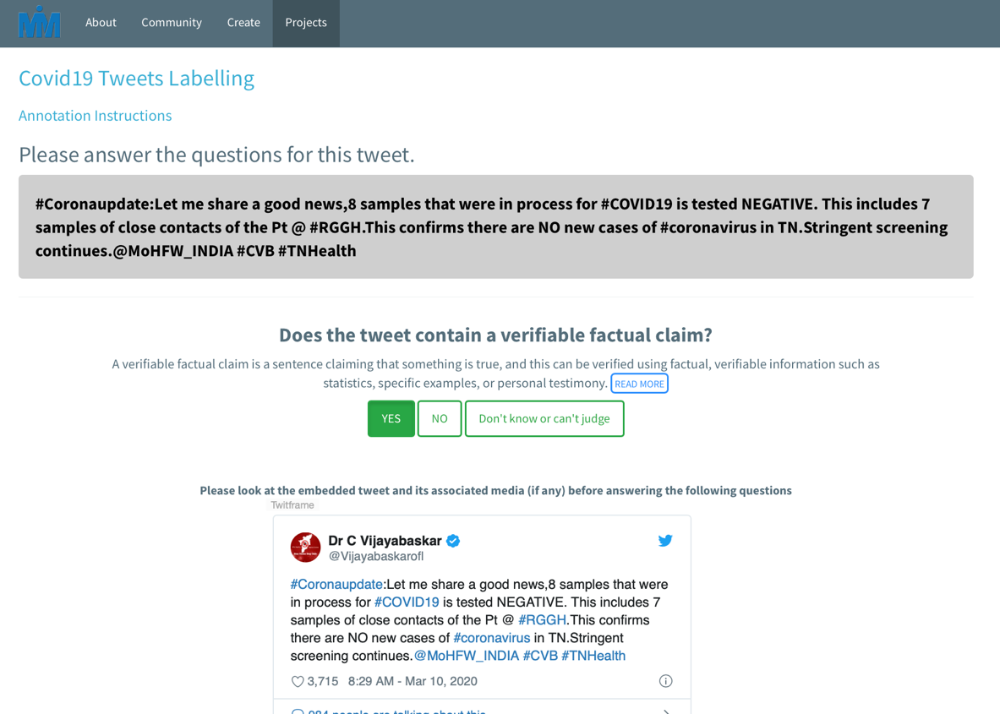 About Community Create Projects
Covid19 Tweets Labelling
Annotation Instructions
Please answer the questions for this tweet.
#Coronaupdate:Let me share a good news,8 samples that were in process for #COVID19 is tested NEGATIVE. This includes 7
samples of close contacts of the Pt @ #RGGH.This confirms there are NO new cases of #coronavirus in TN.Stringent screening
continues.@MoHFW_INDIA #CVB #TNHealth
Does the tweet contain a verifiable factual claim?
A verifiable factual claim is a sentence claiming that something is true, and this can be verified using factual, verifiable information such as
statistics, specific examples, or personal testimony. READ MORE
YES NO Don't know or can't judge
Please look at the embedded tweet and its associated media (if any) before answering the following questions
Twitframe
Dr C Vijayabaskar
@Vijayabaskarofl
#Coronaupdate:Let me share a good news,8 samples that were
in process for #COVID19 is tested NEGATIVE. This includes 7
samples of close contacts of the Pt @ #RGGH.This confirms
there are NO new cases of #coronavirus in TN.Stringent
screening continues.@MoHFW_INDIA #CVB #TNHealth
3,715 8:29 AM - Mar 10, 2020
984 people are talking about this